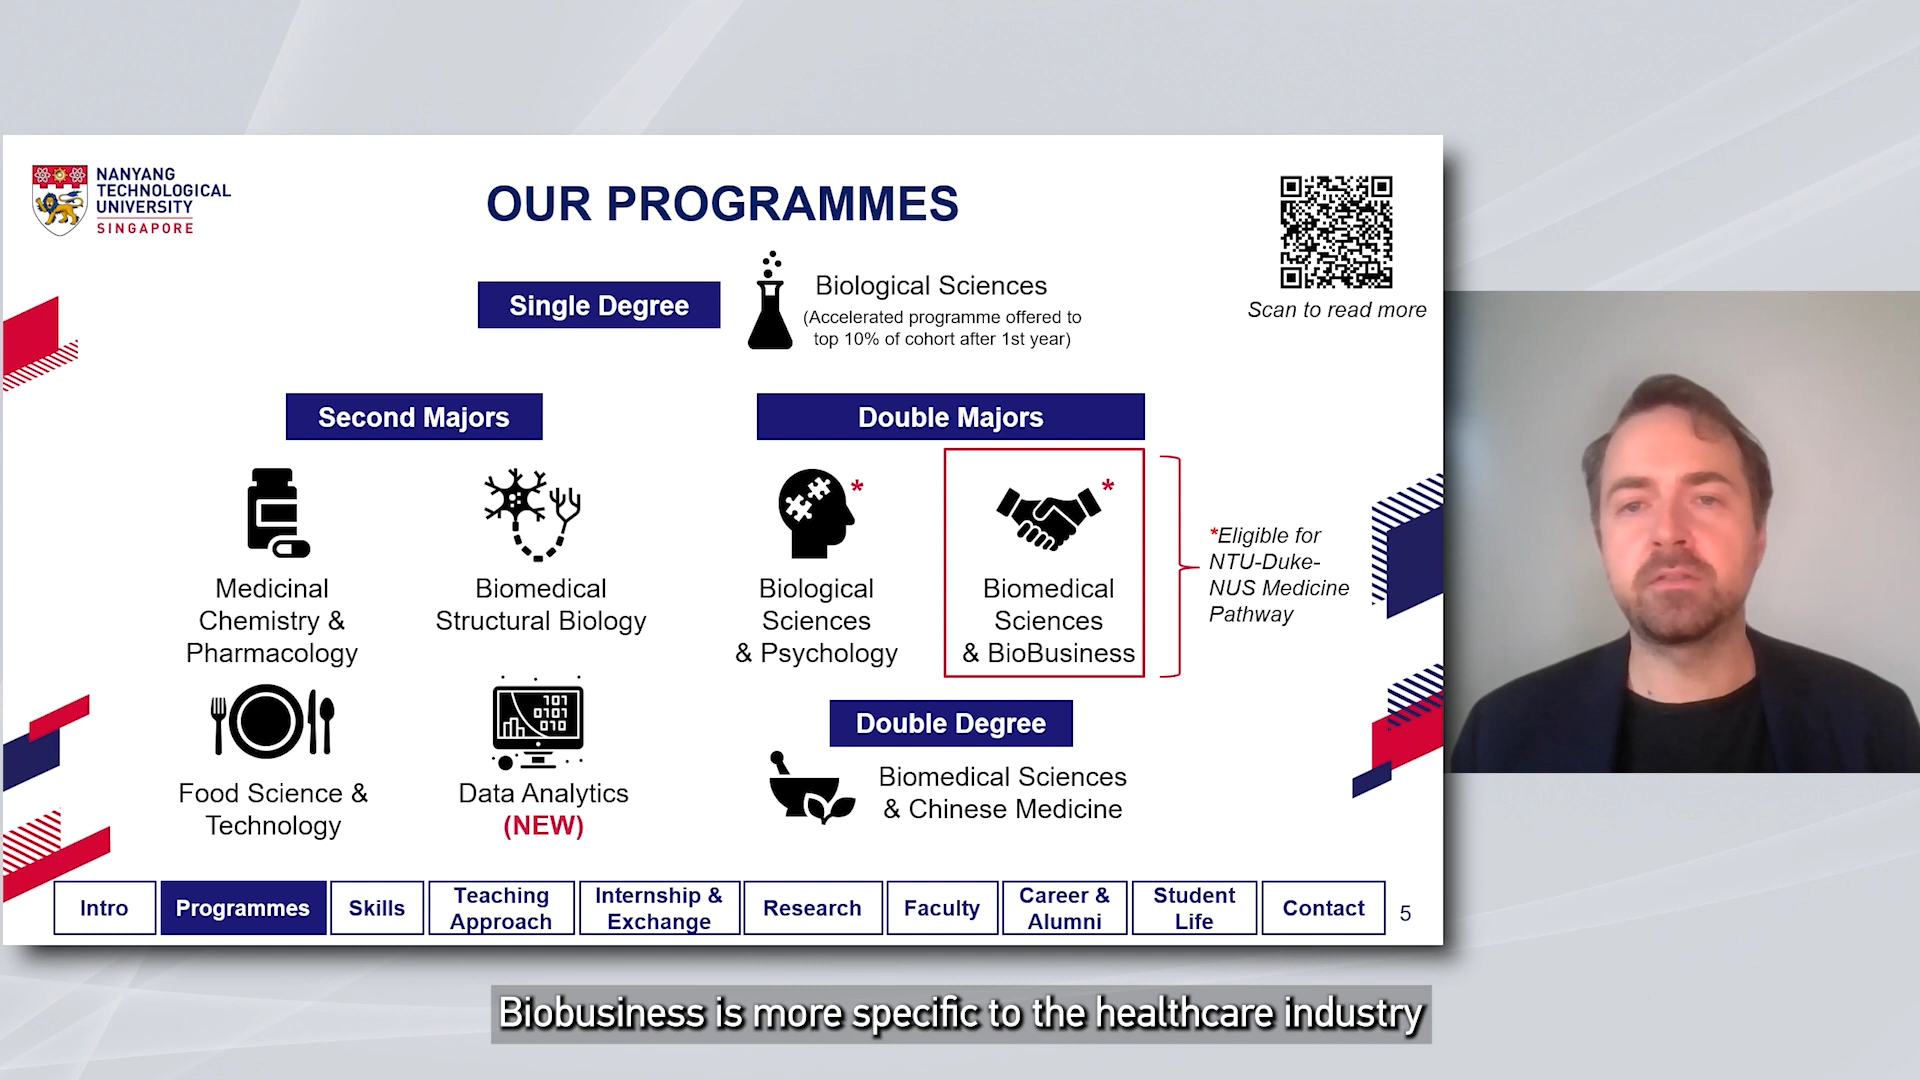 NANYANG
TECHNOLOGICAL
UNIVERSITY
SINGAPORE
OUR PROGRAMMES
Scan to read more
Single Degree
Biological Sciences
(Accelerated programme offered to
top 10% of cohort after 1st year)
Second Majors
Medicinal
Chemistry &
Pharmacology
Biomedical
Structural Biology
Food Science &
Technology
101
0101
010
Data Analytics
(NEW)
Double Majors
*
Biological
Sciences
& Psychology
*
Biomedical
Sciences
& BioBusiness
*Eligible for
NTU-Duke-
NUS Medicine
Pathway
Double Degree
Biomedical Sciences
& Chinese Medicine
Intro
Programmes
Skills
Teaching
Approach
Internship &
Exchange
Research
Faculty
Career &
Alumni
Student
Life
Contact
5
Biobusiness is more specific to the healthcare industry